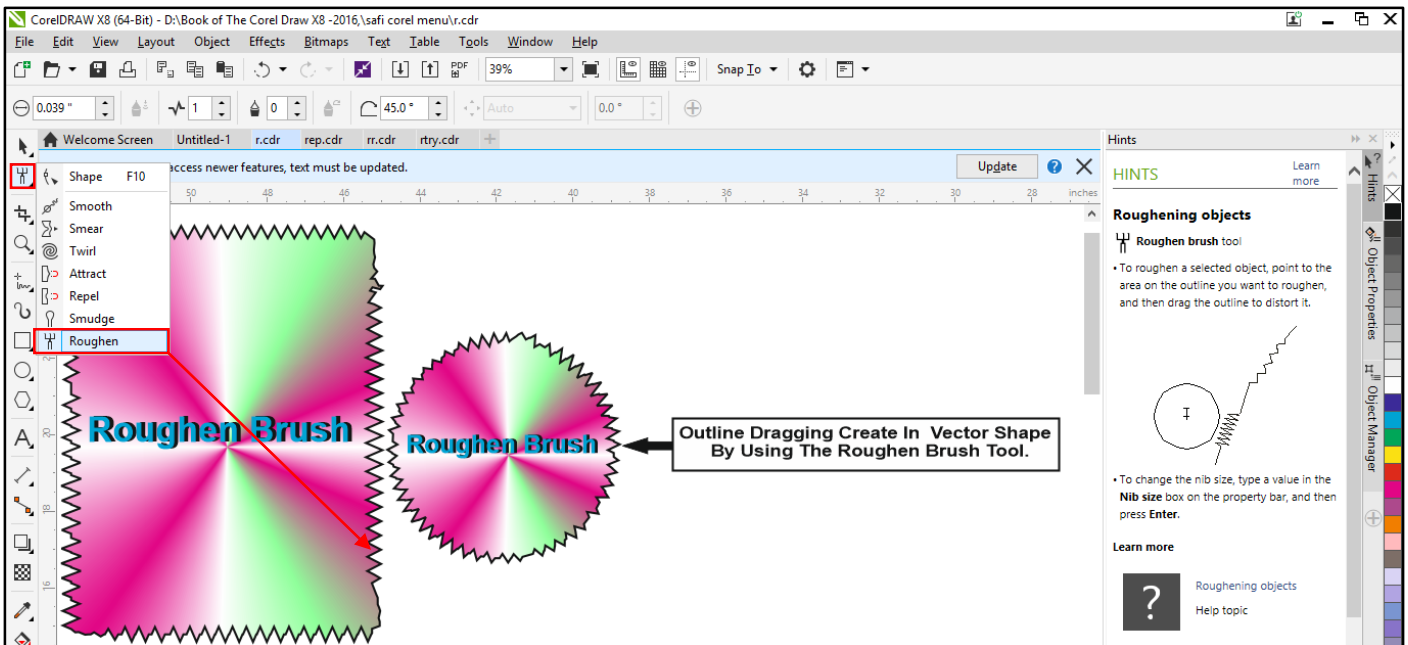 CorelDRAW X8 (64-Bit) - D:\Book of The Corel Draw X8 -2016,\safi corel menu\r.cdr
File Edit View Layout Object Effects Bitmaps Text Table Tools Window Help
PDF 39% Snap To
0.039 " 1 0 45.0 ° Auto 0.0 °
Welcome Screen Untitled-1 r.cdr rep.cdr rr.cdr rtry.cdr
access newer features, text must be updated. Update
50 48 46 44 42 40 38 36 34 32 30 28 inches
Shape F10
Smooth
Smear
Twirl
Attract
Repel
Smudge
Roughen
Roughen Brush
Roughen Brush
Outline Dragging Create In Vector Shape
By Using The Roughen Brush Tool.
20
18
16
Hints
HINTS
Learn
more
Roughening objects
Roughen brush tool
• To roughen a selected object, point to the
area on the outline you want to roughen,
and then drag the outline to distort it.
• To change the nib size, type a value in the
Nib size box on the property bar, and then
press Enter.
Learn more
?
Roughening objects
Help topic
Hints
Object Properties
Object Manager